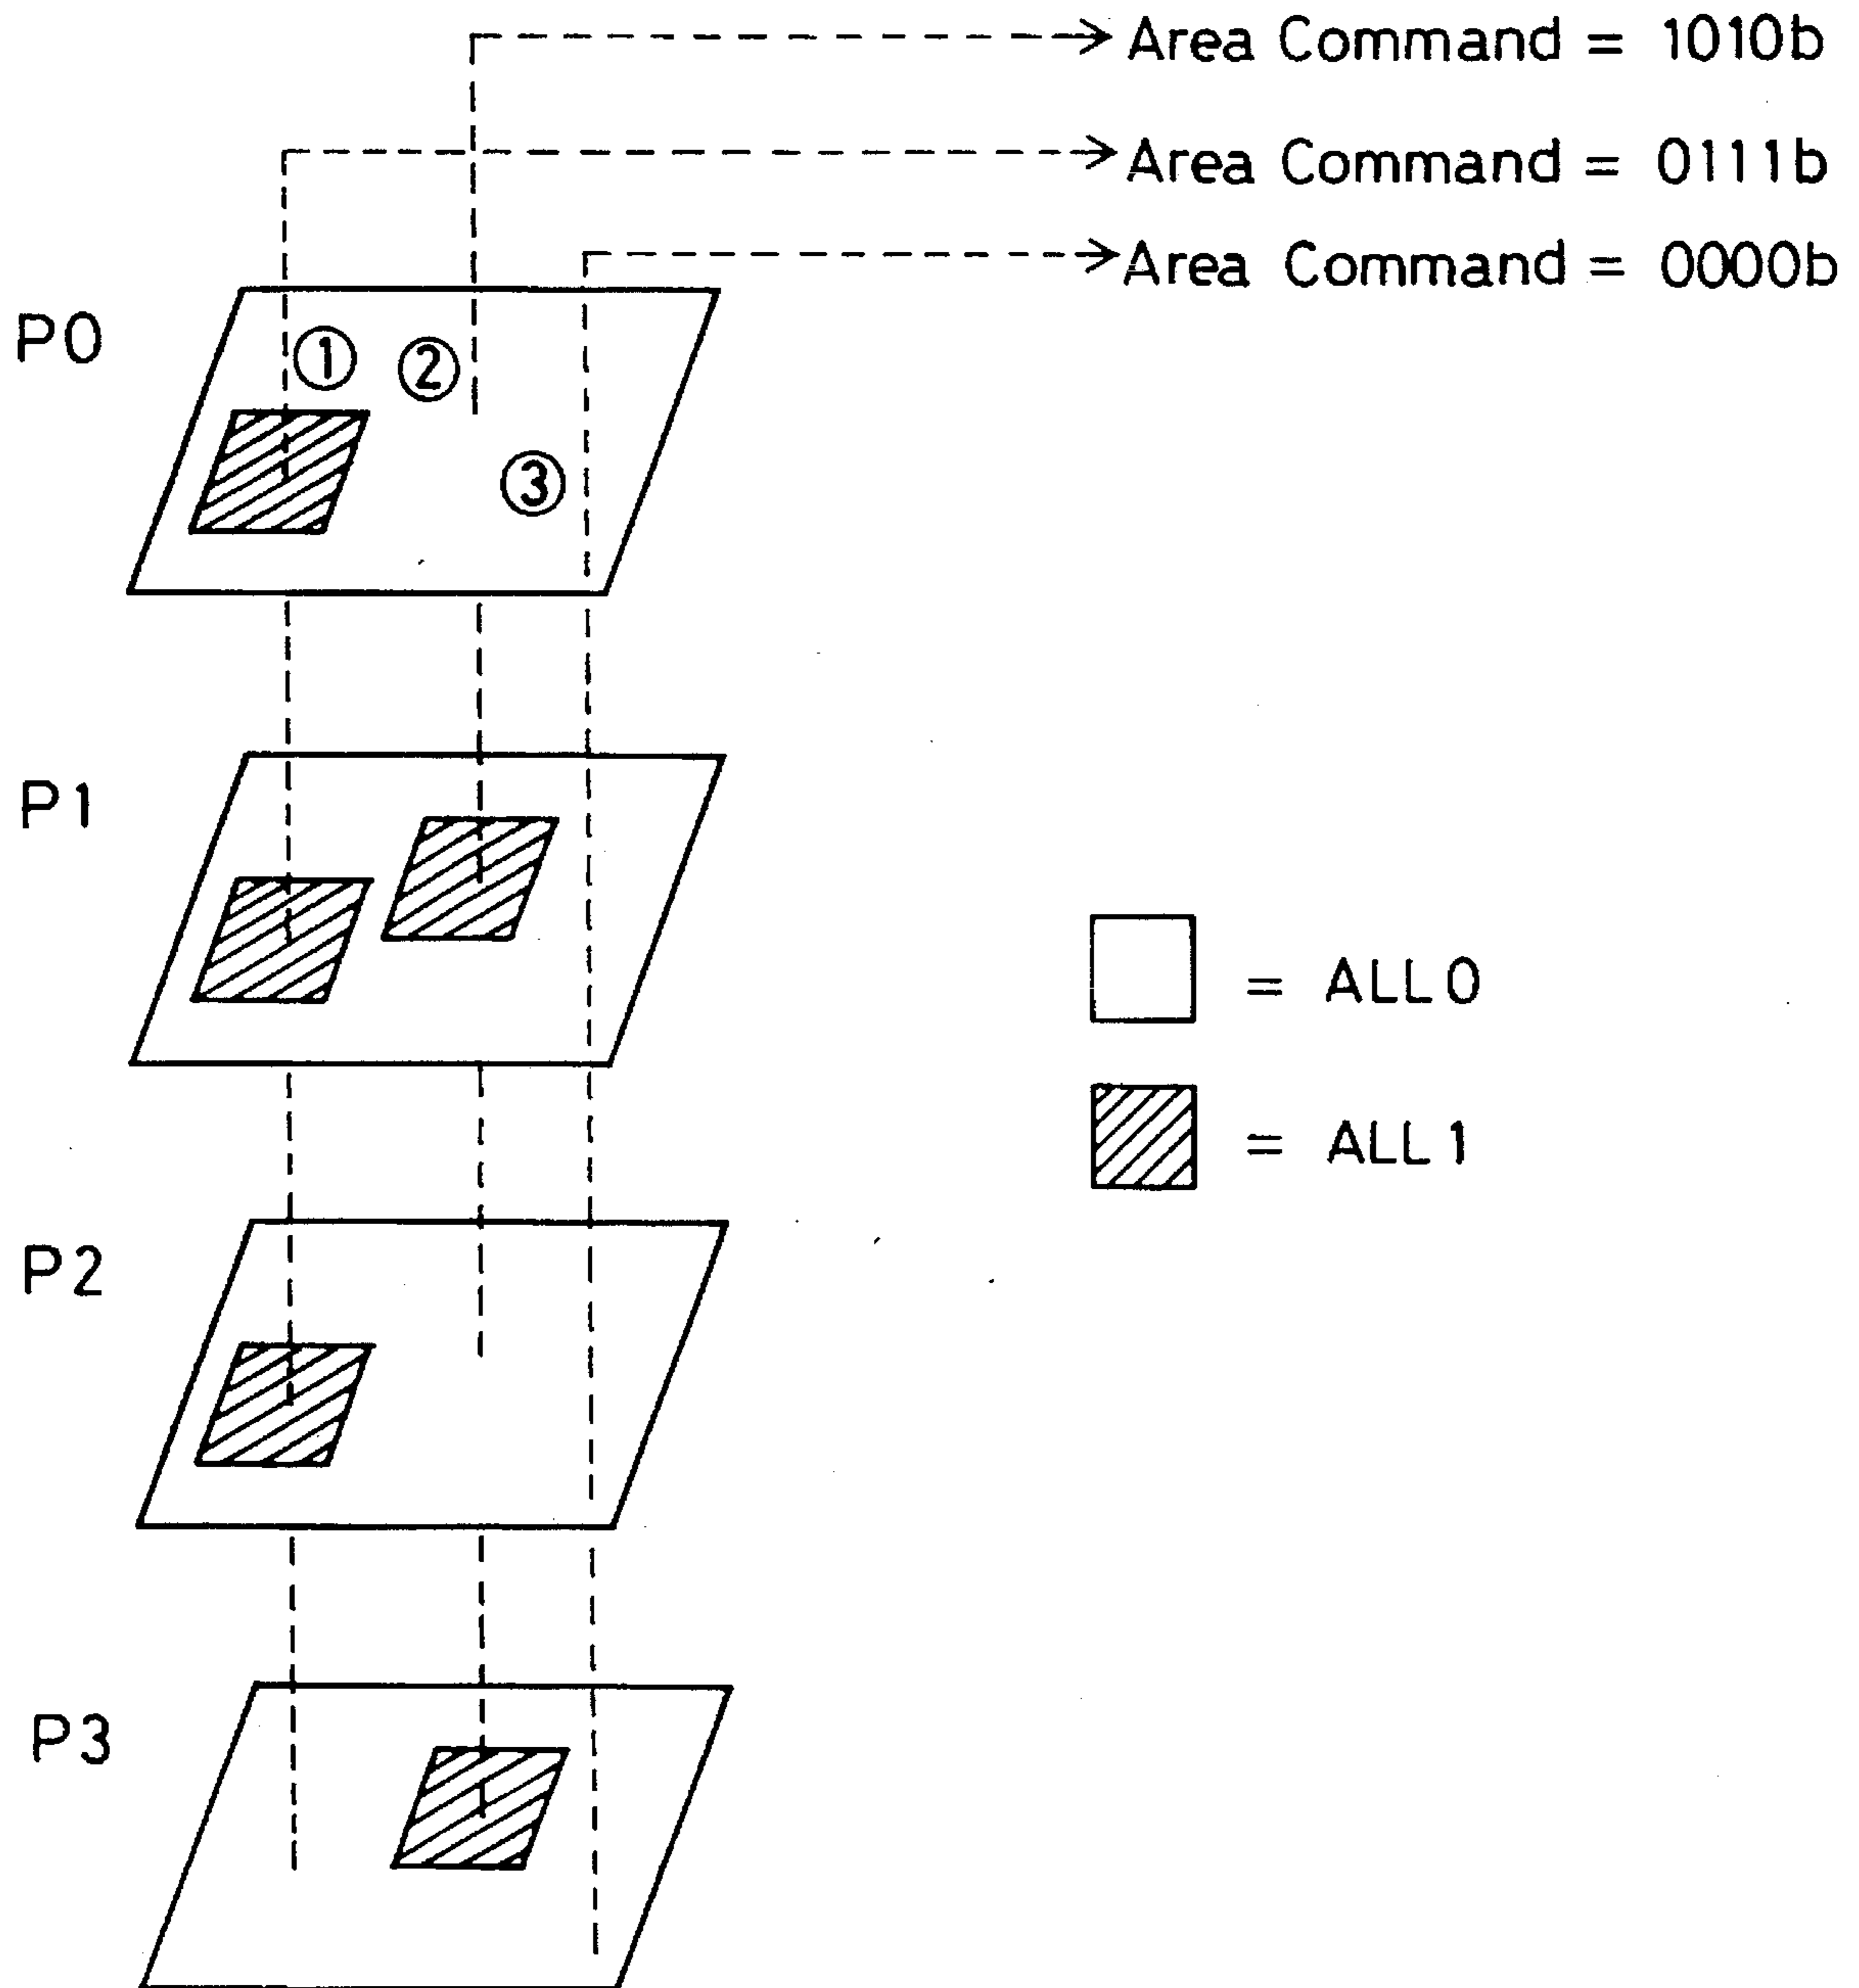 Area Command = 1010b
Area Command = 0111b
Area Command = 0000b
P0
① ②
③
P1
= ALL0
= ALL1
P2
P3